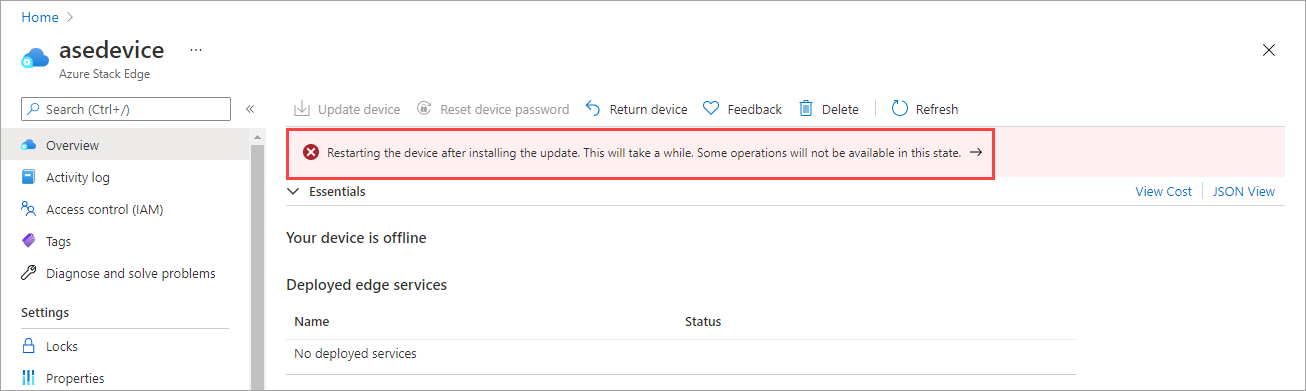 Home
asedevice ...
Azure Stack Edge
Search (Ctrl+/)
Update device Reset device password Return device Feedback Delete Refresh
Overview
Restarting the device after installing the update. This will take a while. Some operations will not be available in this state.
Activity log
Essentials View Cost JSON View
Access control (IAM)
Tags
Your device is offline
Diagnose and solve problems
Deployed edge services
Settings
Name Status
Locks
No deployed services
Properties